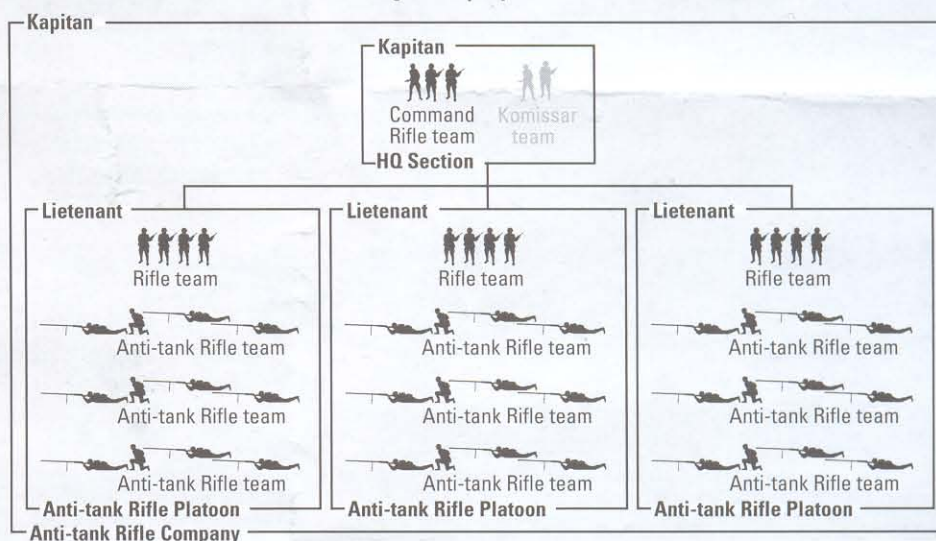 Kapitan
Kapitan
Command
Rifle team
Komissar
team
HQ Section
Lietenant
Rifle team
Anti-tank Rifle team
Anti-tank Rifle team
Anti-tank Rifle team
Anti-tank Rifle Platoon
Lietenant
Rifle team
Anti-tank Rifle team
Anti-tank Rifle team
Anti-tank Rifle team
Anti-tank Rifle Platoon
Lietenant
Rifle team
Anti-tank Rifle team
Anti-tank Rifle team
Anti-tank Rifle team
Anti-tank Rifle Platoon
Anti-tank Rifle Company